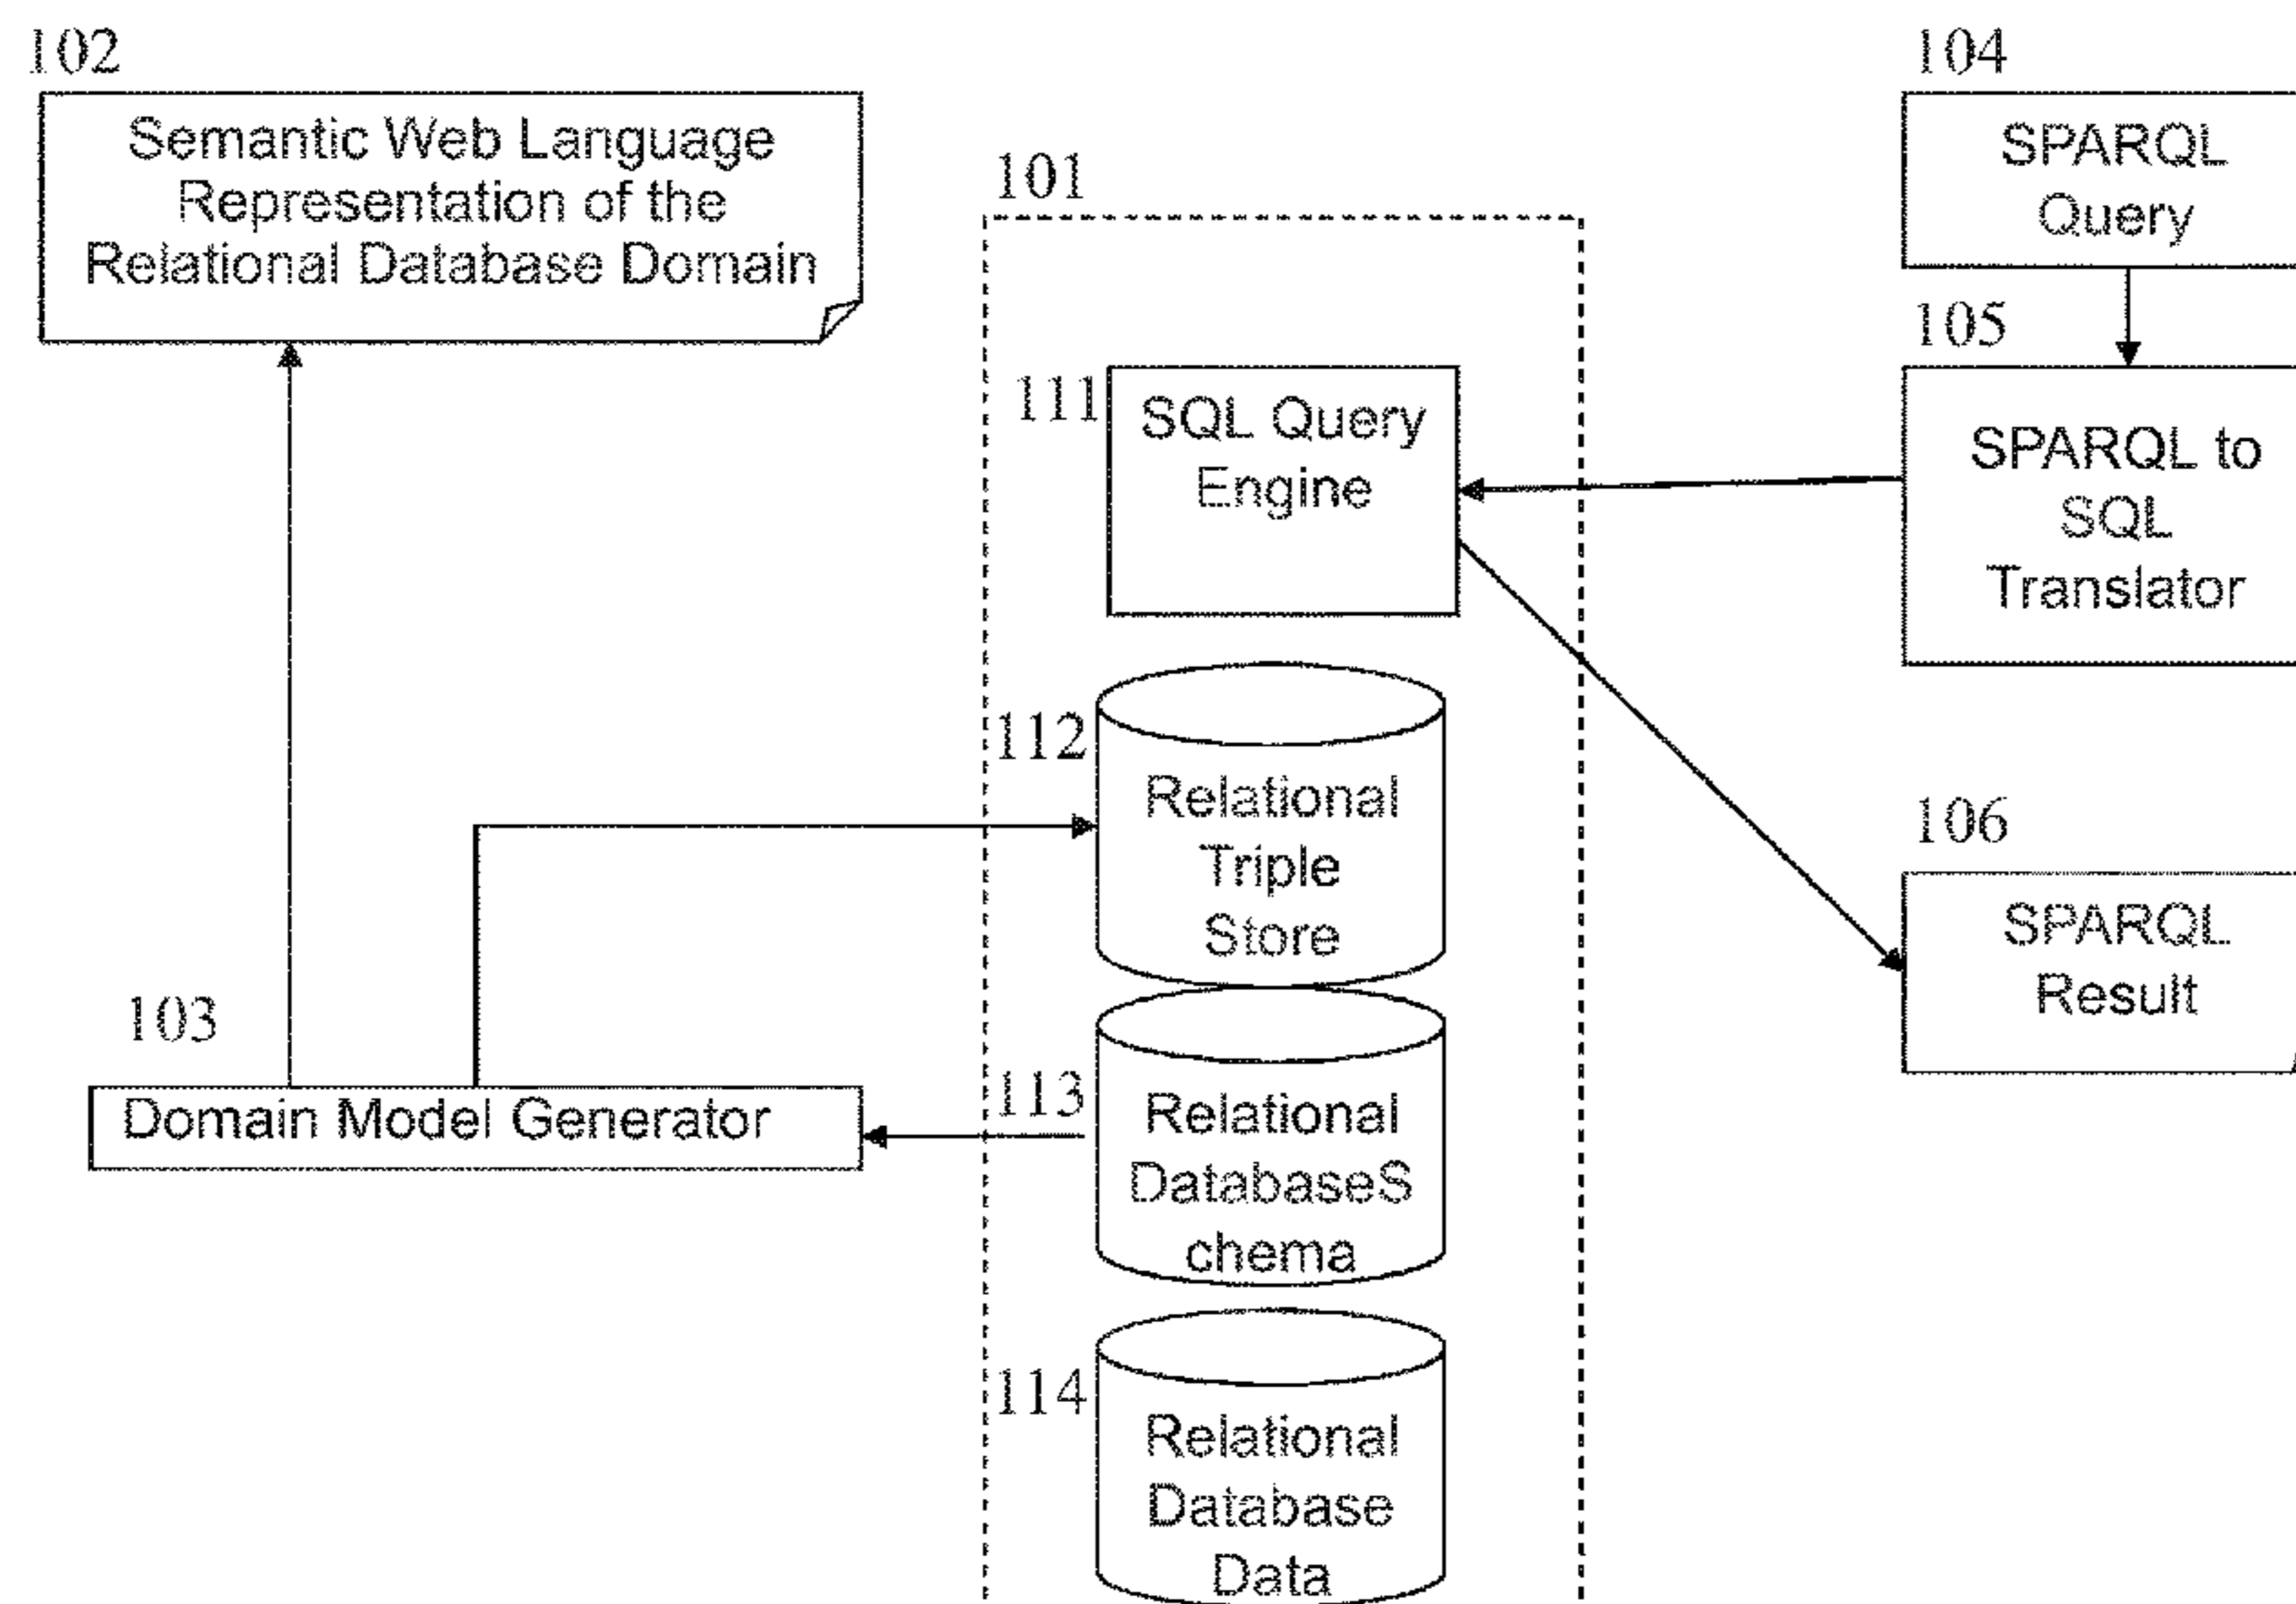 102
Semantic Web Language
Representation of the
Relational Database Domain
101
104
SPARQL
Query
111
SQL Query
Engine
105
SPARQL to
SQL
Translator
112
Relational
Triple
Store
106
SPARQL
Result
103
Domain Model Generator
113
Relational
DatabaseS
chema
114
Relational
Database
Data